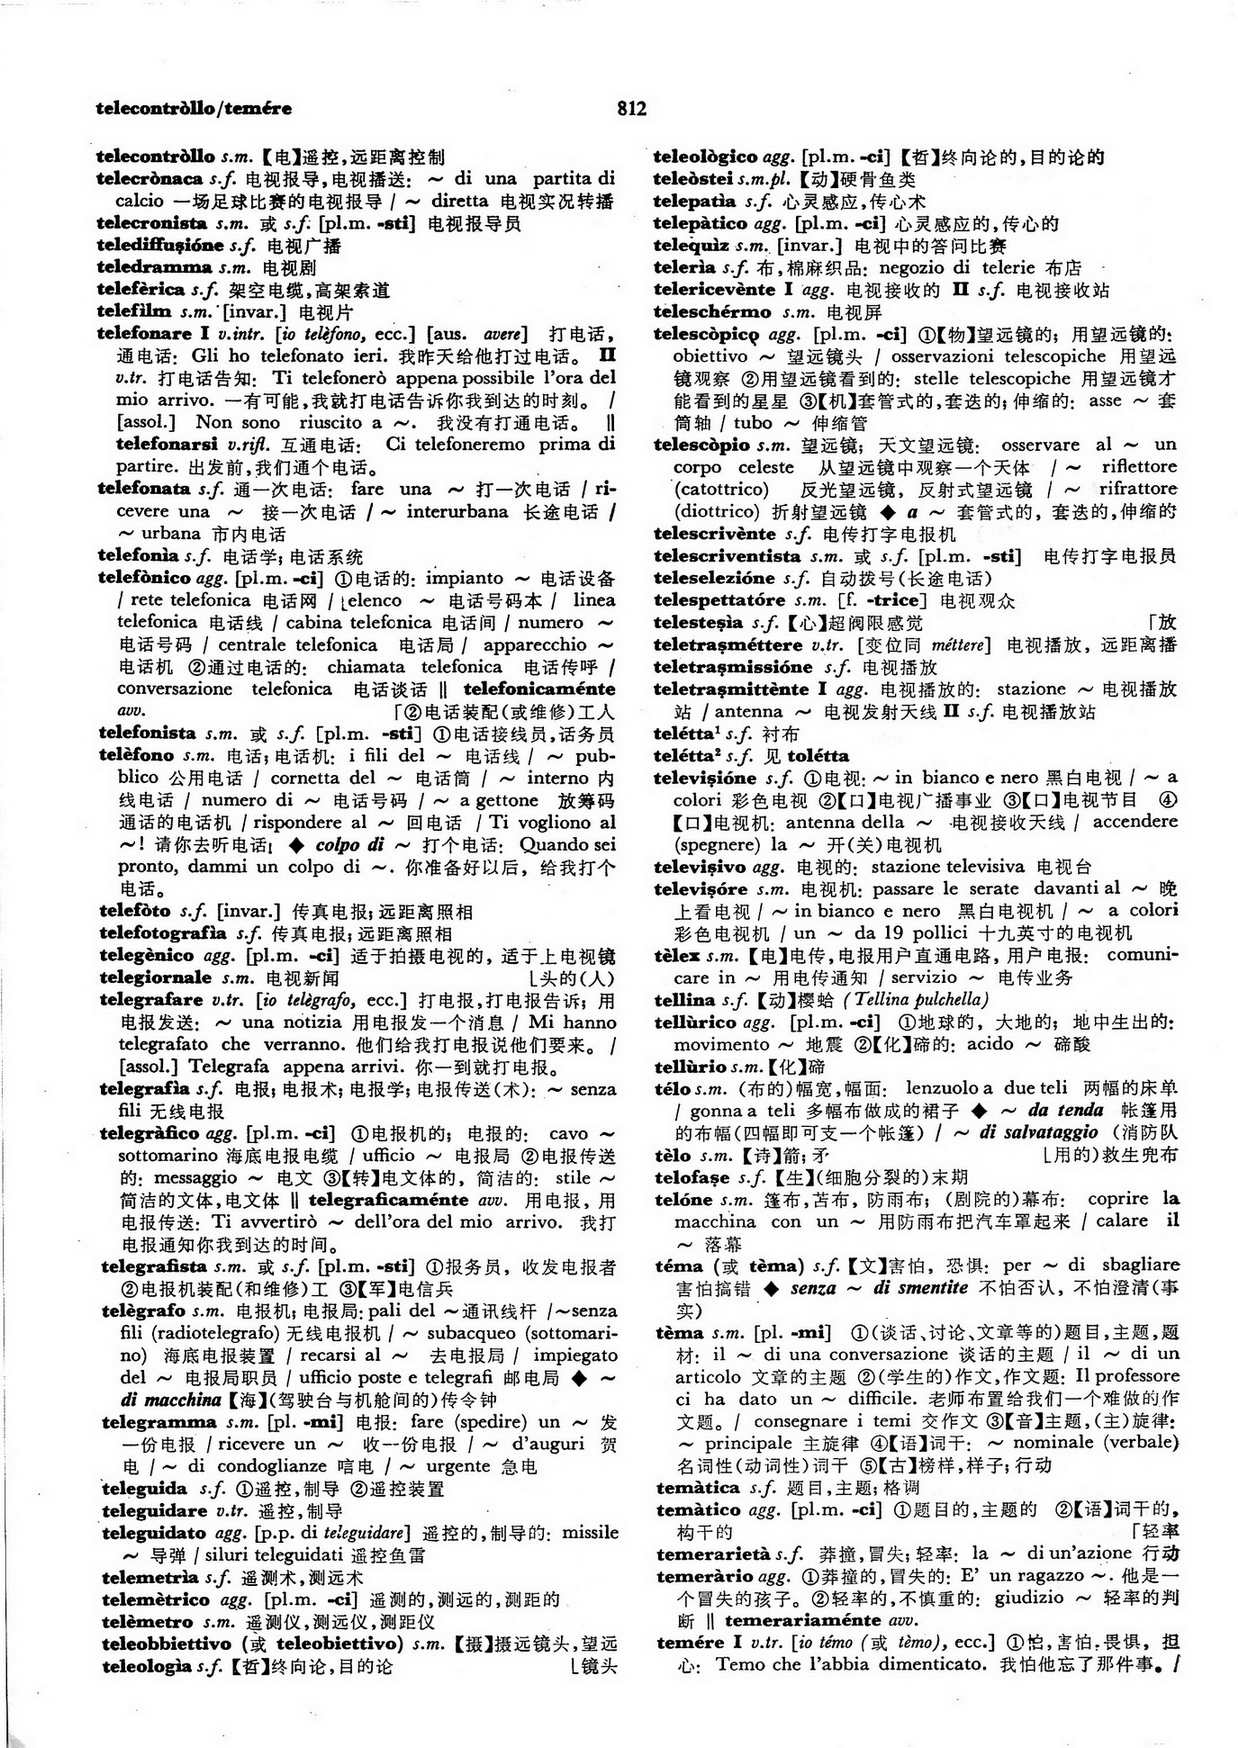 telecontròllo/temére
812
telecontròllo s.m. 【电】遥控,远距离控制
telecrònaca s.f. 电视报导,电视播送: ~ di una partita di
calcio 一场足球比赛的电视报导 / ~ diretta 电视实况转播
telecronista s.m. 或 s.f. [pl.m. -sti] 电视报导员
telediffuṣióne s.f. 电视广播
teledramma s.m. 电视剧
telefèrica s.f. 架空电缆,高架索道
telefìlm s.m. [invar.] 电视片
telefonare I v.intr. [io telèfono, ecc.] [aus. avere] 打电话,
通电话: Gli ho telefonato ieri. 我昨天给他打过电话。 II
v.tr. 打电话告知: Ti telefonerò appena possibile l'ora del
mio arrivo. 一有可能,我就打电话告诉你我到达的时刻。 /
[assol.] Non sono riuscito a ~. 我没有打通电话。 ‖
telefonarsi v.rifl. 互通电话: Ci telefoneremo prima di
partire. 出发前,我们通个电话。
telefonata s.f. 通一次电话: fare una ~ 打一次电话 / ri-
cevere una ~ 接一次电话 / ~ interurbana 长途电话 /
~ urbana 市内电话
telefonìa s.f. 电话学; 电话系统
telefònico agg. [pl.m. -ci] ①电话的: impianto ~ 电话设备
/ rete telefonica 电话网 / elenco ~ 电话号码本 / linea
telefonica 电话线 / cabina telefonica 电话间 / numero ~
电话号码 / centrale telefonica 电话局 / apparecchio ~
电话机 ②通过电话的: chiamata telefonica 电话传呼 /
conversazione telefonica 电话谈话 ‖ telefonicaménte
avv. 「②电话装配(或维修)工人
telefonista s.m. 或 s.f. [pl.m. -sti] ①电话接线员,话务员
telèfono s.m. 电话; 电话机: i fili del ~ 电话线 / ~ pub-
blico 公用电话 / cornetta del ~ 电话筒 / ~ interno 内
线电话 / numero di ~ 电话号码 / ~ a gettone 放筹码
通话的电话机 / rispondere al ~ 回电话 / Ti vogliono al
~! 请你去听电话! ◆ colpo di ~ 打个电话: Quando sei
pronto, dammi un colpo di ~. 你准备好以后, 给我打个
电话。
telefòto s.f. [invar.] 传真电报; 远距离照相
telefotografìa s.f. 传真电报; 远距离照相
telegènico agg. [pl.m. -ci] 适于拍摄电视的, 适于上电视镜
telegiornale s.m. 电视新闻 ⌊头的(人)
telegrafare v.tr. [io telègrafo, ecc.] 打电报,打电报告诉; 用
电报发送: ~ una notizia 用电报发一个消息 / Mi hanno
telegrafato che verranno. 他们给我打电报说他们要来。 /
[assol.] Telegrafa appena arrivi. 你一到就打电报。
telegrafìa s.f. 电报; 电报术; 电报学; 电报传送(术): ~ senza
fili 无线电报
telegràfico agg. [pl.m. -ci] ①电报机的; 电报的: cavo ~
sottomarino 海底电报电缆 / ufficio ~ 电报局 ②电报传送
的: messaggio ~ 电文 ③【转】电文体的, 简洁的: stile ~
简洁的文体,电文体 ‖ telegraficaménte avv. 用电报, 用
电报传送: Ti avvertirò ~ dell'ora del mio arrivo. 我打
电报通知你我到达的时间。
telegrafista s.m. 或 s.f. [pl.m. -sti] ①报务员, 收发电报者
②电报机装配(和维修)工 ③【军】电信兵
telègrafo s.m. 电报机; 电报局: pali del ~ 通讯线杆 / ~ senza
fili (radiotelegrafo) 无线电报机 / ~ subacqueo (sottomari-
no) 海底电报装置 / recarsi al ~ 去电报局 / impiegato
del ~ 电报局职员 / ufficio poste e telegrafi 邮电局 ◆ ~
di macchina 【海】(驾驶台与机舱间的)传令钟
telegramma s.m. [pl. -mi] 电报: fare (spedire) un ~ 发
一份电报 / ricevere un ~ 收一份电报 / ~ d'auguri 贺
电 / ~ di condoglianze 唁电 / ~ urgente 急电
teleguida s.f. ①遥控,制导 ②遥控装置
teleguidare v.tr. 遥控,制导
teleguidato agg. [p.p. di teleguidare] 遥控的,制导的: missile
~ 导弹 / siluri teleguidati 遥控鱼雷
telemetrìa s.f. 遥测术,测远术
telemètrico agg. [pl.m. -ci] 遥测的,测远的,测距的
telèmetro s.m. 遥测仪,测远仪,测距仪
teleobbiettivo (或 teleobiettivo) s.m. 【摄】摄远镜头,望远
teleologìa s.f. 【哲】终向论,目的论 ⌊镜头
teleològico agg. [pl.m. -ci] 【哲】终向论的,目的论的
teleòstei s.m.pl. 【动】硬骨鱼类
telepatìa s.f. 心灵感应,传心术
telepàtico agg. [pl.m. -ci] 心灵感应的,传心的
telequìz s.m. [invar.] 电视中的答问比赛
telerìa s.f. 布,棉麻织品: negozio di telerie 布店
telericevènte I agg. 电视接收的 II s.f. 电视接收站
teleschérmo s.m. 电视屏
telescòpico agg. [pl.m. -ci] ①【物】望远镜的; 用望远镜的:
obiettivo ~ 望远镜头 / osservazioni telescopiche 用望远
镜观察 ②用望远镜看到的: stelle telescopiche 用望远镜才
能看到的星星 ③【机】套管式的,套迭的; 伸缩的: asse ~ 套
筒轴 / tubo ~ 伸缩管
telescòpio s.m. 望远镜; 天文望远镜: osservare al ~ un
corpo celeste 从望远镜中观察一个天体 / ~ riflettore
(catottrico) 反光望远镜, 反射式望远镜 / ~ rifrattore
(diottrico) 折射望远镜 ◆ a ~ 套管式的, 套迭的,伸缩的
telescrivènte s.f. 电传打字电报机
telescriventista s.m. 或 s.f. [pl.m. -sti] 电传打字电报员
teleselezióne s.f. 自动拨号(长途电话)
telespettatóre s.m. [f. -trice] 电视观众
telestesìa s.f. 【心】超阀限感觉 「放
teletraṣméttere v.tr. [变位同 méttere] 电视播放, 远距离播
teletraṣmissióne s.f. 电视播放
teletraṣmittènte I agg. 电视播放的: stazione ~ 电视播放
站 / antenna ~ 电视发射天线 II s.f. 电视播放站
telétta¹ s.f. 衬布
telétta² s.f. 见 tolétta
televiṣióne s.f. ①电视: ~ in bianco e nero 黑白电视 / ~ a
colori 彩色电视 ②【口】电视广播事业 ③【口】电视节目 ④
【口】电视机: antenna della ~ 电视接收天线 / accendere
(spegnere) la ~ 开(关)电视机
televiṣivo agg. 电视的: stazione televisiva 电视台
televiṣóre s.m. 电视机: passare le serate davanti al ~ 晚
上看电视 / ~ in bianco e nero 黑白电视机 / ~ a colori
彩色电视机 / un ~ da 19 pollici 十九英寸的电视机
tèlex s.m. 【电】电传,电报用户直通电路, 用户电报: comuni-
care in ~ 用电传通知 / servizio ~ 电传业务
tellina s.f. 【动】樱蛤 (Tellina pulchella)
tellùrico agg. [pl.m. -ci] ①地球的, 大地的; 地中生出的:
movimento ~ 地震 ②【化】碲的: acido ~ 碲酸
tellùrio s.m. 【化】碲
télo s.m. (布的)幅宽,幅面: lenzuolo a due teli 两幅的床单
/ gonna a teli 多幅布做成的裙子 ◆ ~ da tenda 帐篷用
的布幅(四幅即可支一个帐篷) / ~ di salvataggio (消防队
tèlo s.m. 【诗】箭; 矛 ⌊用的)救生兜布
telofaṣe s.f. 【生】(细胞分裂的)末期
telóne s.m. 篷布,苫布, 防雨布; (剧院的)幕布: coprire la
macchina con un ~ 用防雨布把汽车罩起来 / calare il
~ 落幕
téma (或 tèma) s.f. 【文】害怕, 恐惧: per ~ di sbagliare
害怕搞错 ◆ senza ~ di smentite 不怕否认, 不怕澄清(事
实)
tèma s.m. [pl. -mi] ①(谈话、讨论、文章等的)题目,主题,题
材: il ~ di una conversazione 谈话的主题 / il ~ di un
articolo 文章的主题 ②(学生的)作文,作文题: Il professore
ci ha dato un ~ difficile. 老师布置给我们一个难做的作
文题。 / consegnare i temi 交作文 ③【音】主题,(主)旋律:
~ principale 主旋律 ④【语】词干: ~ nominale (verbale)
名词性(动词性)词干 ⑤【古】榜样,样子; 行动
temàtica s.f. 题目,主题; 格调
temàtico agg. [pl.m. -ci] ①题目的,主题的 ②【语】词干的,
构干的 「轻率
temerarietà s.f. 莽撞,冒失; 轻率: la ~ di un'azione 行动
temeràrio agg. ①莽撞的,冒失的: E' un ragazzo ~. 他是一
个冒失的孩子。 ②轻率的,不慎重的: giudizio ~ 轻率的判
断 ‖ temerariaménte avv.
temére I v.tr. [io témo (或 tèmo), ecc.] ①怕,害怕; 畏惧, 担
心: Temo che l'abbia dimenticato. 我怕他忘了那件事。 /